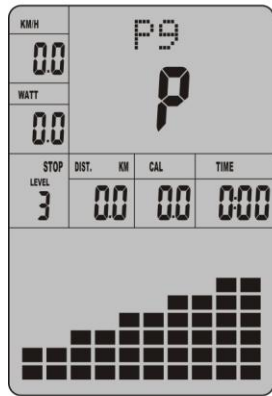 KM/H
P9
0.0
P
WATT
0.0
STOP DIST. KM CAL TIME
LEVEL
3 0.0 0.0 0:00